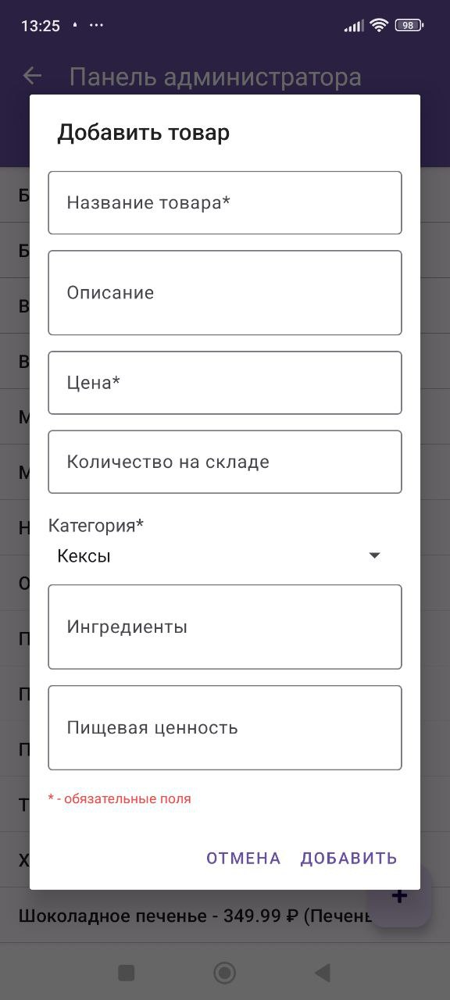 13:25
98
Панель администратора
Добавить товар
Название товара*
Описание
Цена*
Количество на складе
Категория*
Кексы
Ингредиенты
Пищевая ценность
* - обязательные поля
ОТМЕНА ДОБАВИТЬ
Шоколадное печенье - 349.99 ₽ (Печень